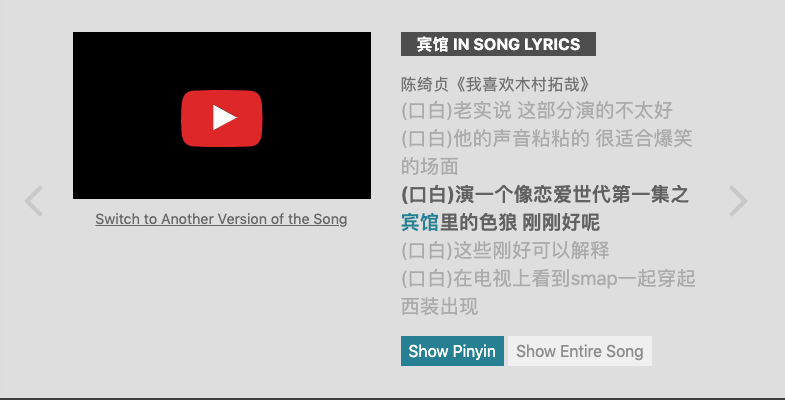 宾馆 IN SONG LYRICS
陈绮贞《我喜欢木村拓哉》
(口白)老实说 这部分演的不太好
(口白)他的声音粘粘的 很适合爆笑
的场面
(口白)演一个像恋爱世代第一集之
宾馆里的色狼 刚刚好呢
(口白)这些刚好可以解释
(口白)在电视上看到smap一起穿起
西装出现
Switch to Another Version of the Song
Show Pinyin
Show Entire Song